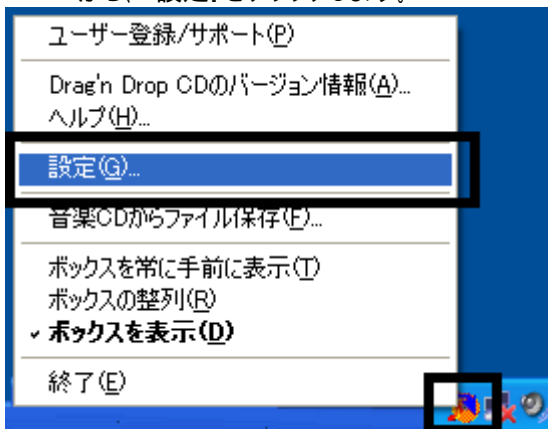 ユーザー登録/サポート(P)
Drag'n Drop CDのバージョン情報(A)...
ヘルプ(H)...
設定(G)...
音楽CDからファイル保存(F)...
ボックスを常に手前に表示(T)
ボックスの整列(R)
ボックスを表示(D)
終了(E)